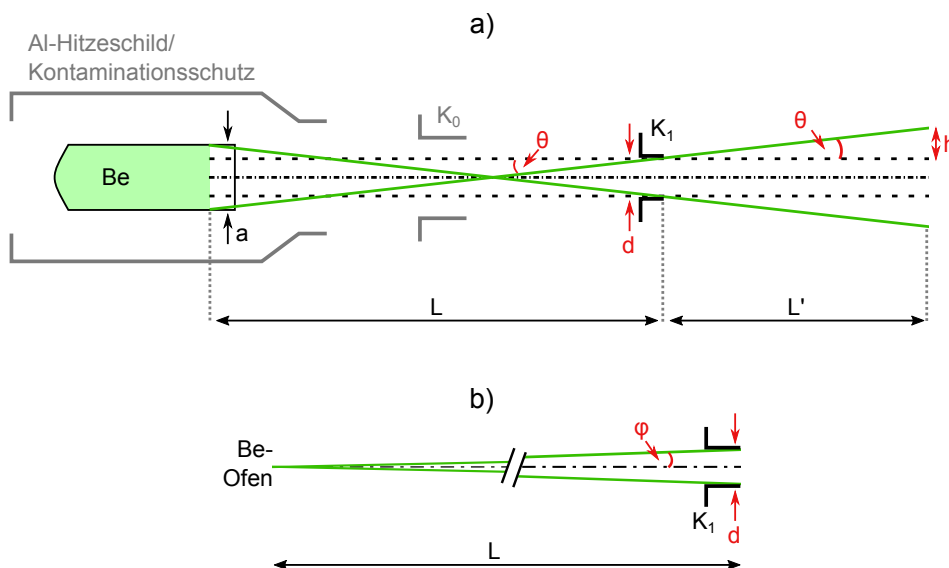 a)
Al-Hitzeschild/
Kontaminationsschutz
K₀
θ
K₁
θ
h
Be
a
d
L
L'
b)
Be-
Ofen
φ
K₁
d
L